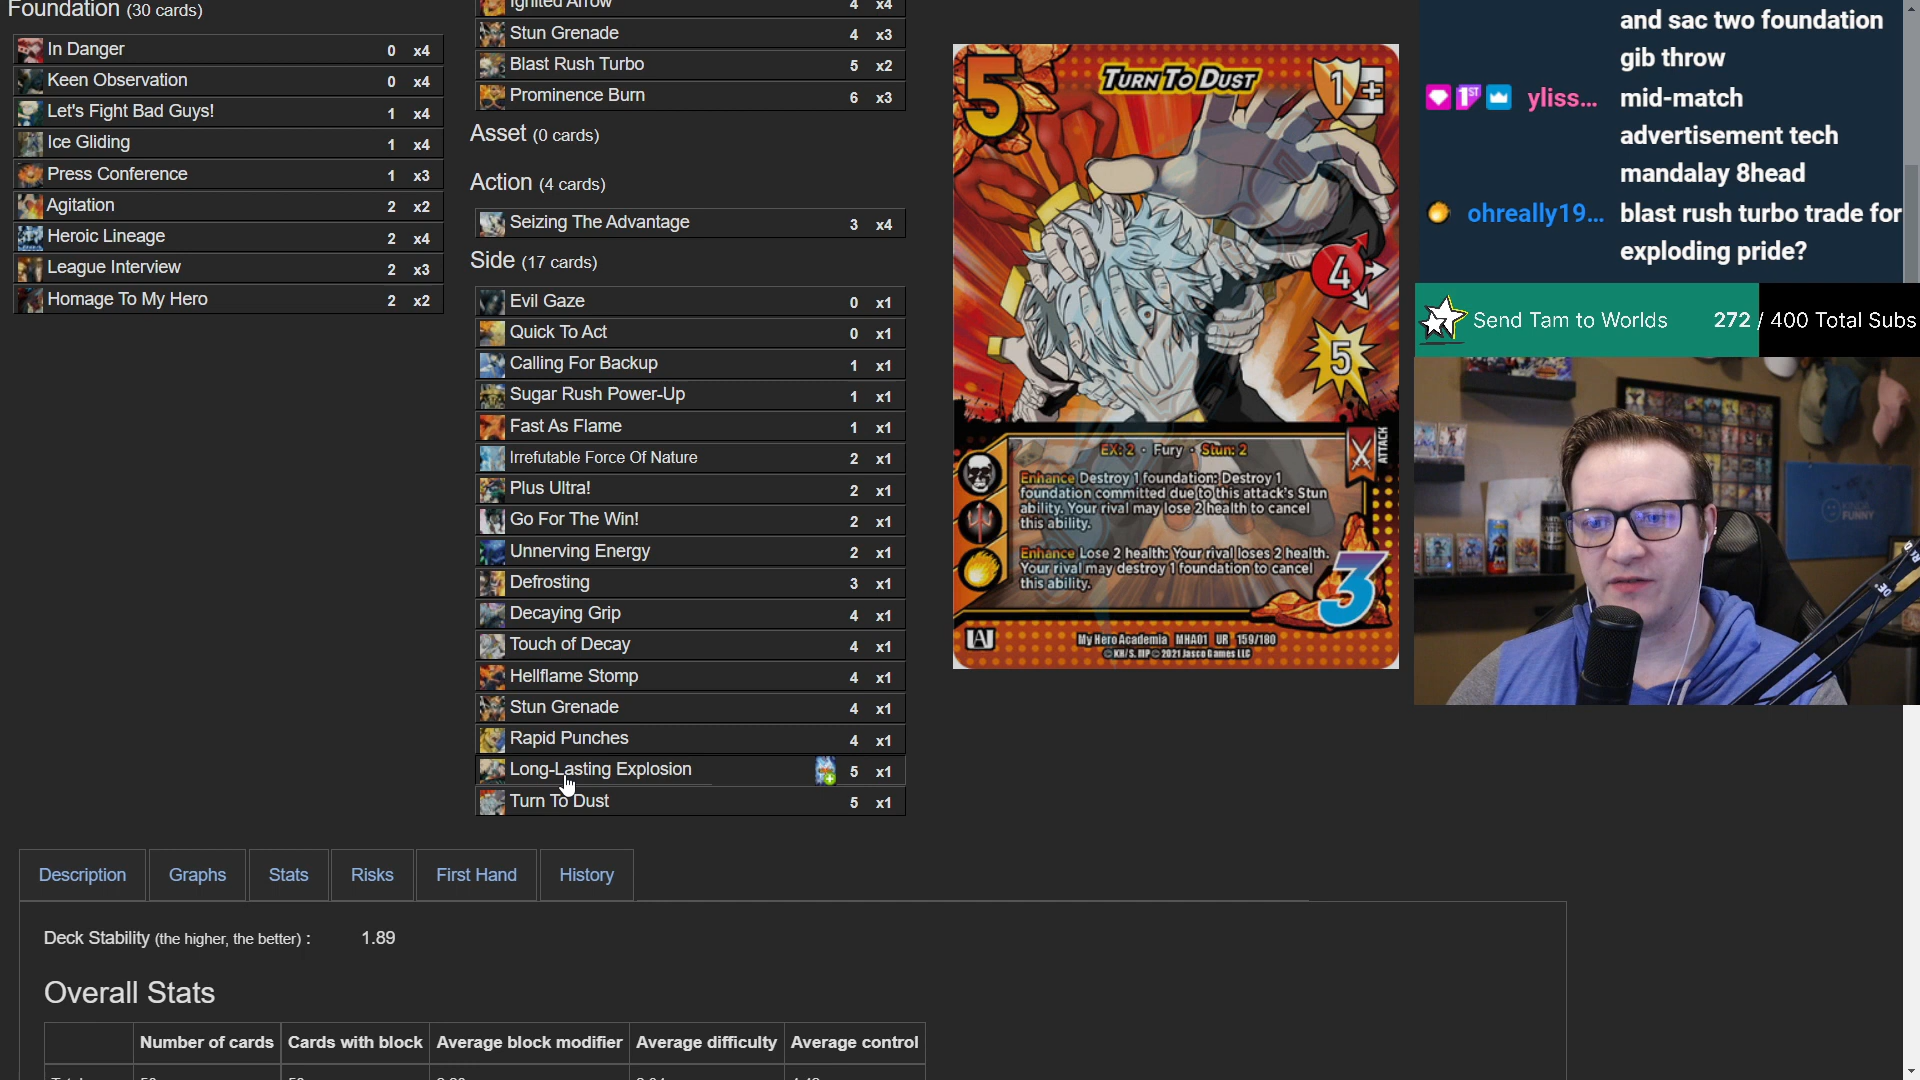 Foundation (30 cards)
In Danger 0 x4
Keen Observation 0 x4
Let's Fight Bad Guys! 1 x4
Ice Gliding 1 x4
Press Conference 1 x3
Agitation 2 x2
Heroic Lineage 2 x4
League Interview 2 x3
Homage To My Hero 2 x2
Ignited Arrow 4 x4
Stun Grenade 4 x3
Blast Rush Turbo 5 x2
Prominence Burn 6 x3
Asset (0 cards)
Action (4 cards)
Seizing The Advantage 3 x4
Side (17 cards)
Evil Gaze 0 x1
Quick To Act 0 x1
Calling For Backup 1 x1
Sugar Rush Power-Up 1 x1
Fast As Flame 1 x1
Irrefutable Force Of Nature 2 x1
Plus Ultra! 2 x1
Go For The Win! 2 x1
Unnerving Energy 2 x1
Defrosting 3 x1
Decaying Grip 4 x1
Touch of Decay 4 x1
Hellflame Stomp 4 x1
Stun Grenade 4 x1
Rapid Punches 4 x1
Long-Lasting Explosion 5 x1
Turn To Dust 5 x1
5
Turn To Dust
1+
4
5
ATTACK
EX: 2 • Fury • Stun: 2
Enhance Destroy 1 foundation: Destroy 1
foundation committed due to this attack's Stun
ability. Your rival may lose 2 health to cancel
this ability.
Enhance Lose 2 health: Your rival loses 2 health.
Your rival may destroy 1 foundation to cancel
this ability.
3
My Hero Academia MHA01 UR 159/180
©KH/S, MP ©2021 Jasco Games LLC
and sac two foundation
gib throw
1ST yliss... mid-match
advertisement tech
mandalay 8head
ohreally19... blast rush turbo trade for
exploding pride?
Send Tam to Worlds 272 / 400 Total Subs
KINDA
FUNNY
Description Graphs Stats Risks First Hand History
Deck Stability (the higher, the better) : 1.89
Overall Stats
Number of cards Cards with block Average block modifier Average difficulty Average control